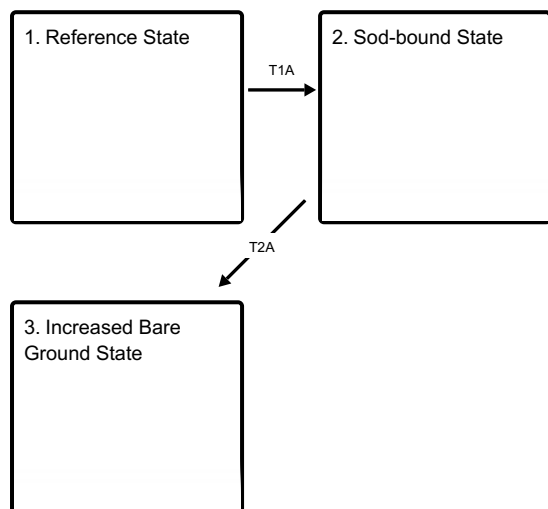 1. Reference State
T1A
2. Sod-bound State
T2A
3. Increased Bare
Ground State